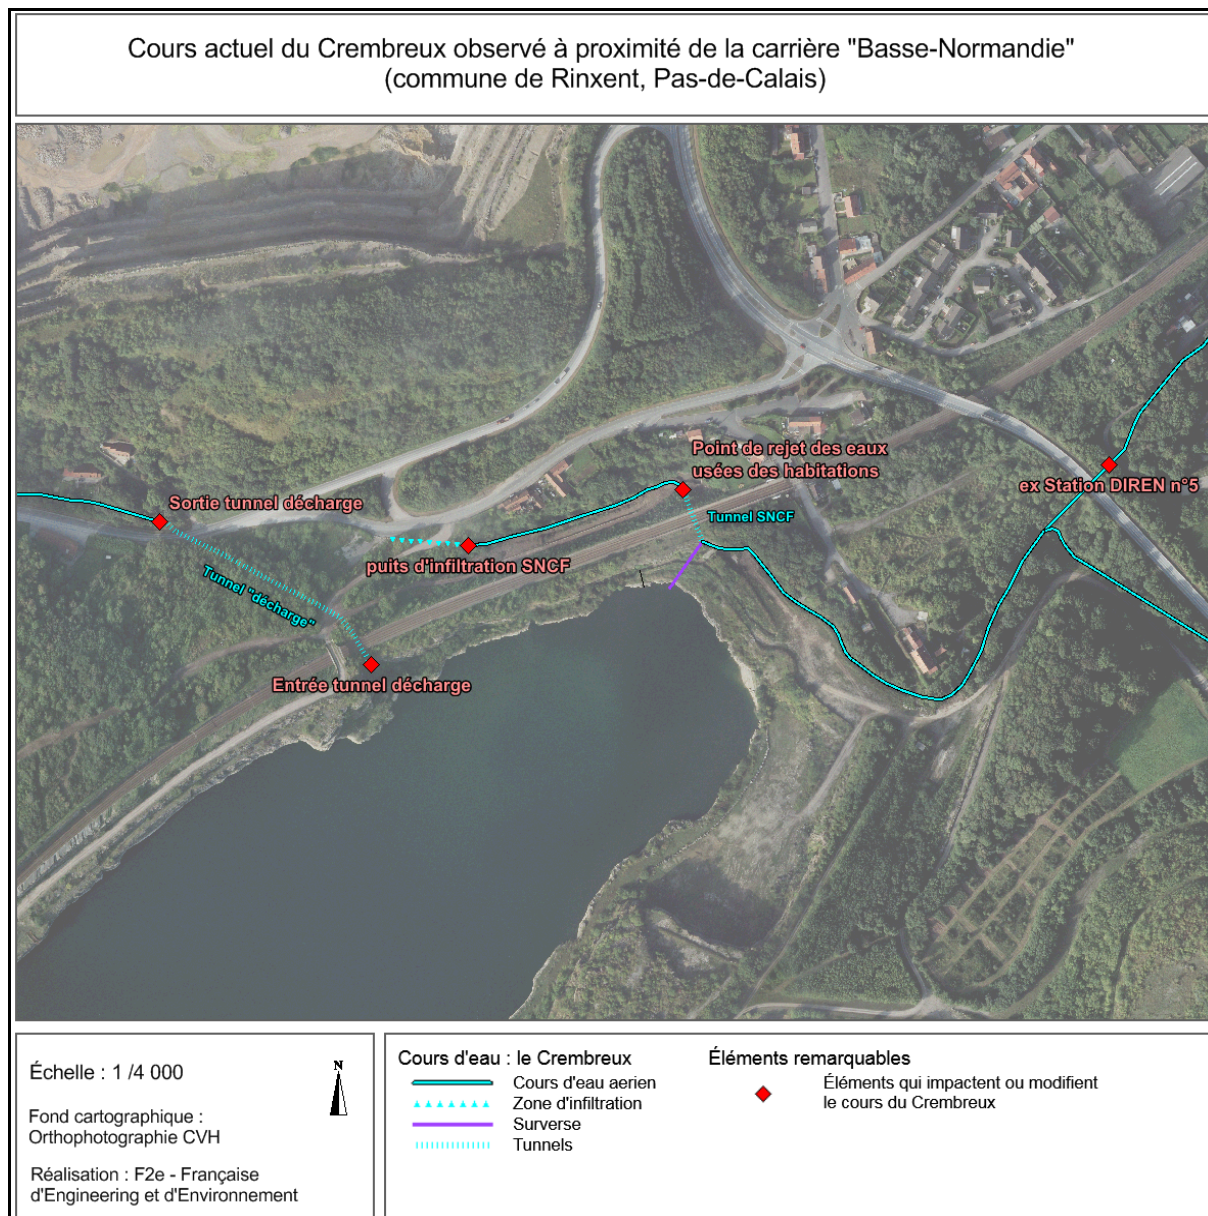 Cours actuel du Crembreux observé à proximité de la carrière "Basse-Normandie"
(commune de Rinxent, Pas-de-Calais)
Point de rejet des eaux
usées des habitations
ex Station DIREN n°5
Sortie tunnel décharge
Tunnel SNCF
puits d'infiltration SNCF
Tunnel "décharge"
Entrée tunnel décharge
Échelle : 1 /4 000
N
Fond cartographique :
Orthophotographie CVH
Réalisation : F2e - Française
d'Engineering et d'Environnement
Cours d'eau : le Crembreux
Cours d'eau aerien
Zone d'infiltration
Surverse
Tunnels
Éléments remarquables
Éléments qui impactent ou modifient
le cours du Crembreux